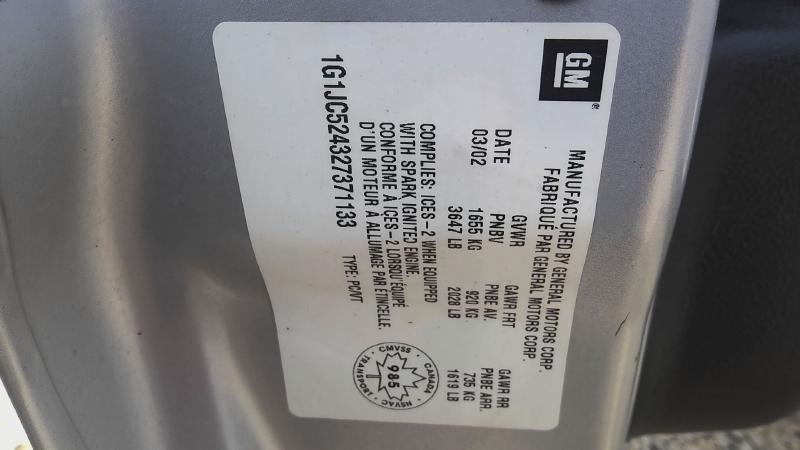 GM
MANUFACTURED BY GENERAL MOTORS CORP.
FABRIQUÉ PAR GENERAL MOTORS CORP.
DATE GVWR GAWR FRT GAWR RR
PNBV PNBE AV. PNBE ARR.
03/02 1655 KG 920 KG 735 KG
3647 LB 2028 LB 1619 LB
COMPLIES: ICES-2 WHEN EQUIPPED
WITH SPARK IGNITED ENGINE.
CONFORME À ICES-2 LORSQU'ÉQUIPÉ
D'UN MOTEUR À ALLUMAGE PAR ÉTINCELLE.
1G1JC524327371133 TYPE: PC/VT
CMVSS CANADA
985
TRANSPORT NSVAC